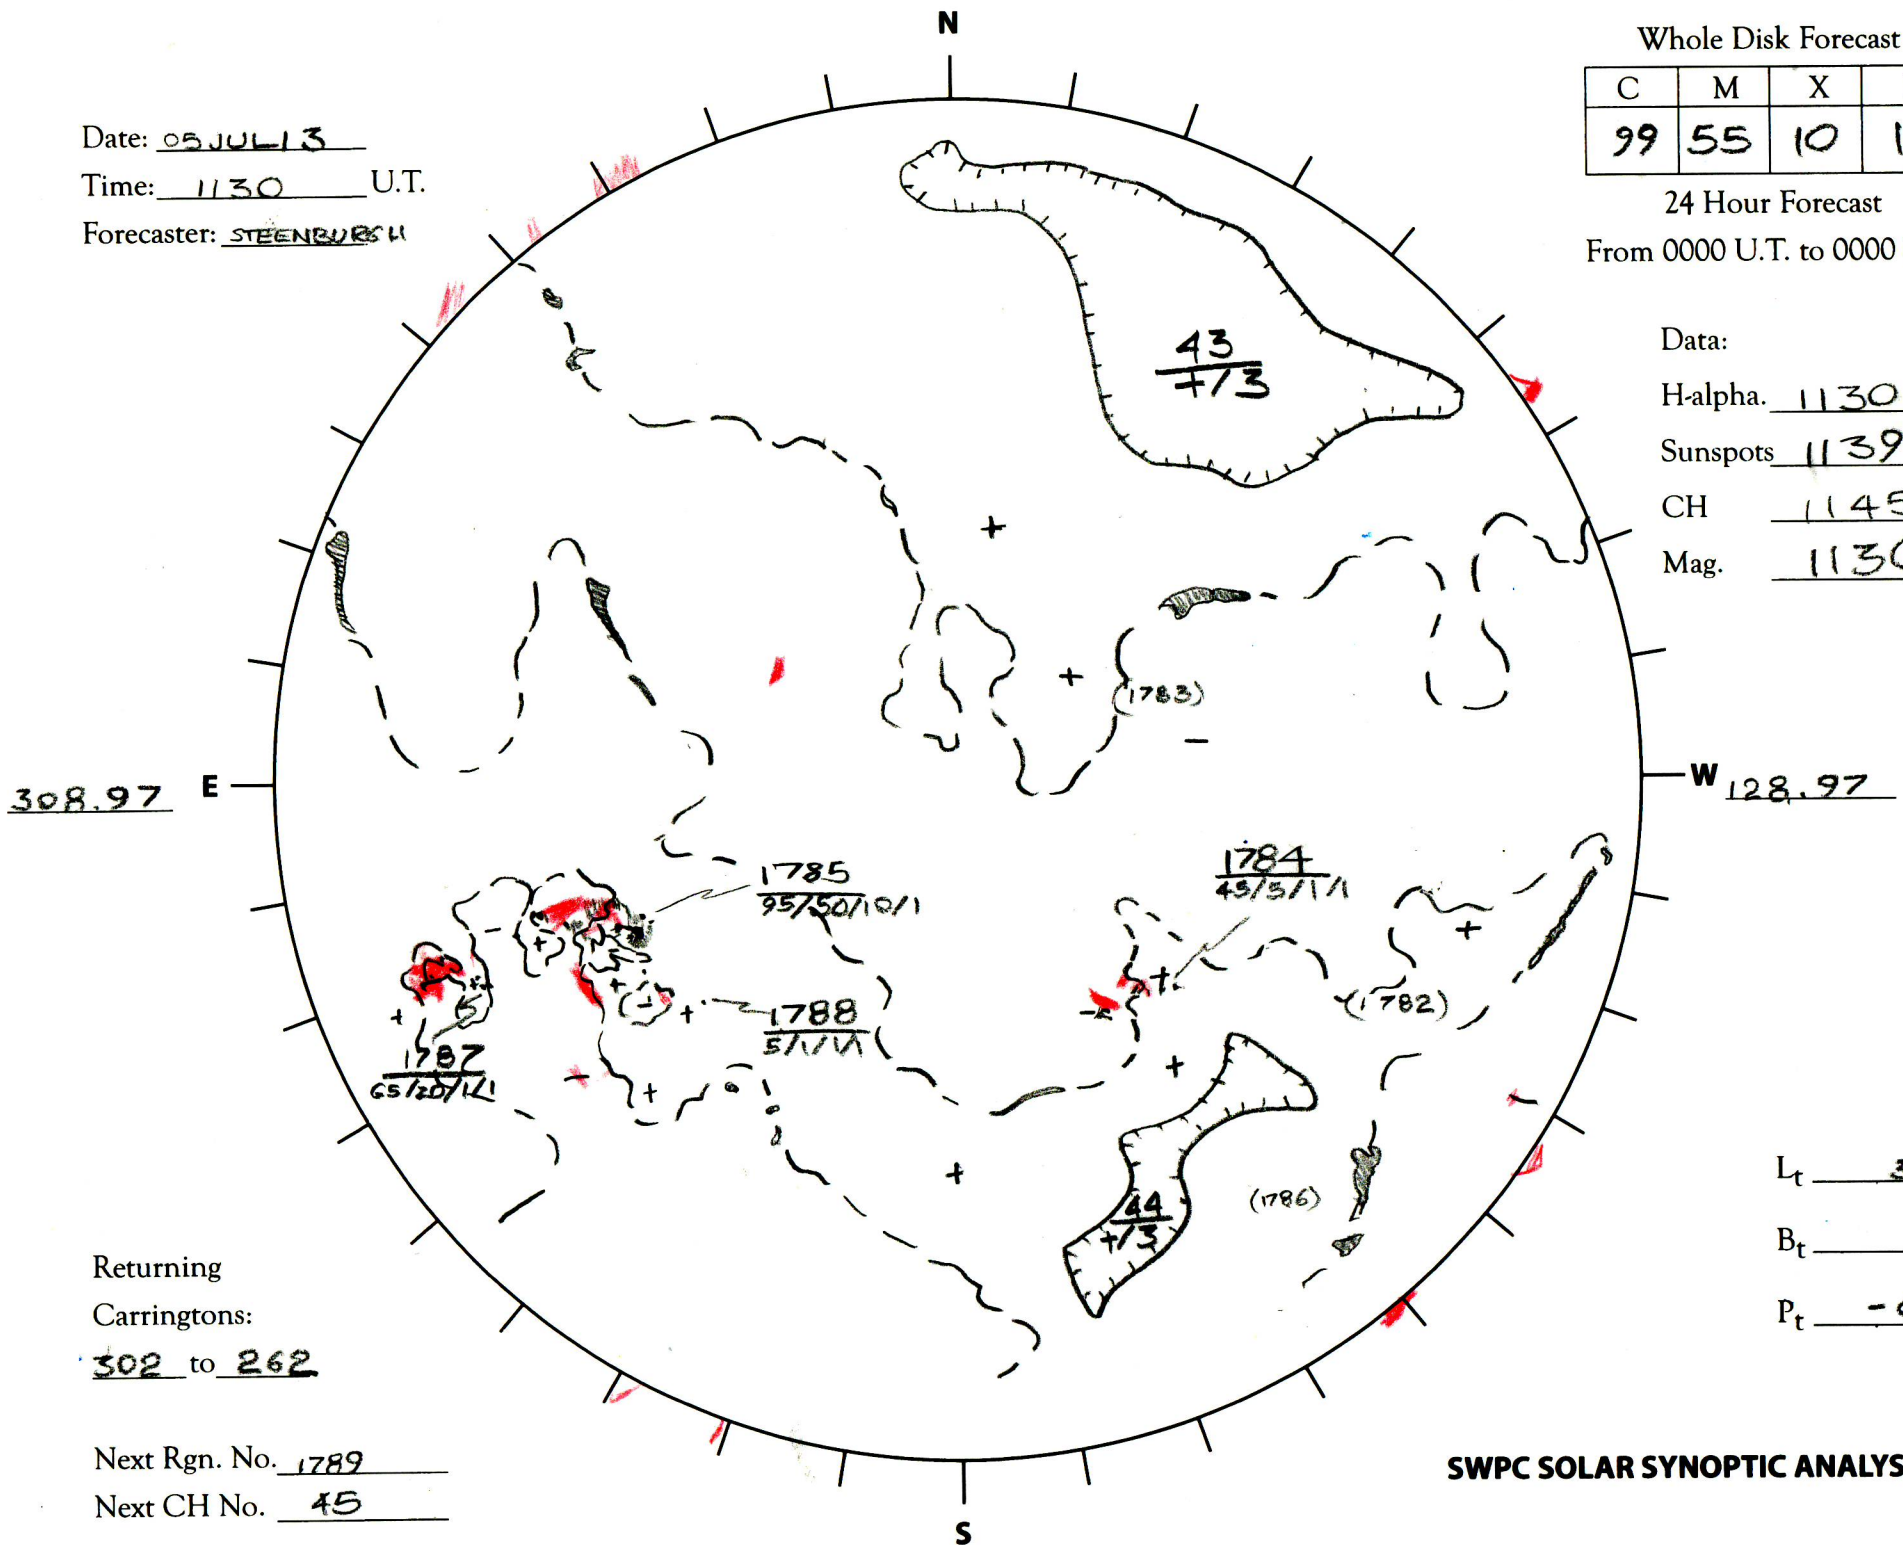 N
Whole Disk Forecast
C M X
99 55 10 1
24 Hour Forecast
From 0000 U.T. to 0000
Date: 05JUL13
Time: 1130 U.T.
Forecaster: STEENBURGH
Data:
H-alpha. 1130
Sunspots 1139
CH 1145
Mag. 1130
43
+/3
+
+
(1783)
−
308.97 E
W 128.97
1785
95/50/10/1
1784
45/5/1/1
+
(1782)
1788
5/1/1/1
1787
65/20/1/1
+
+
+
44
+/3
(1786)
Lt
Bt
Pt -
Returning
Carringtons:
302 to 262
Next Rgn. No. 1789
Next CH No. 45
SWPC SOLAR SYNOPTIC ANALYS
S